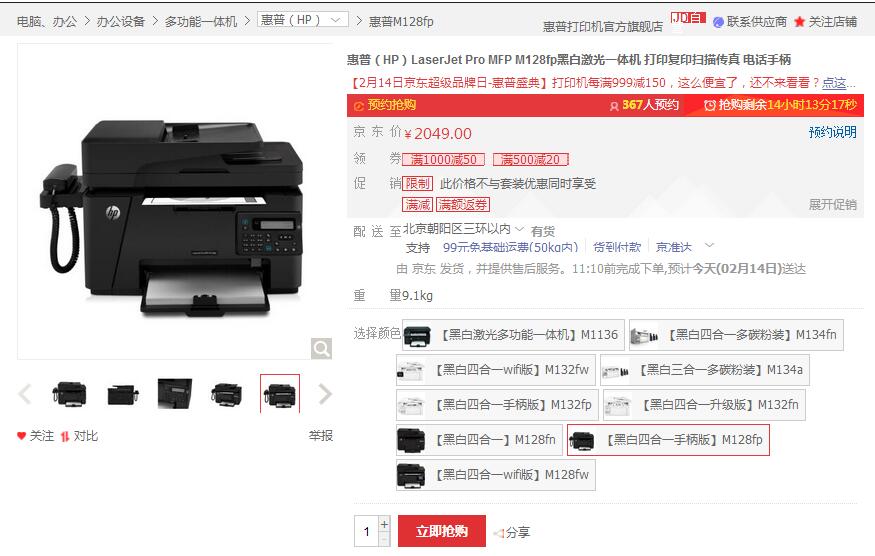 电脑、办公 > 办公设备 > 多功能一体机 > 惠普（HP） > 惠普M128fp
惠普打印机官方旗舰店 JD自 联系供应商 关注店铺
惠普（HP）LaserJet Pro MFP M128fp黑白激光一体机 打印复印扫描传真 电话手柄
【2月14日京东超级品牌日-惠普盛典】打印机每满999减150，这么便宜了，还不来看看？点这...
预约抢购 367人预约 抢购剩余14小时13分17秒
京东价 ¥2049.00 预约说明
领券 满1000减50 满500减20
促销 限制 此价格不与套装优惠同时享受
满减 满额返券 展开促销
配送至 北京朝阳区三环以内 有货
支持 99元免基础运费(50kg内) 货到付款 京准达
由 京东 发货，并提供售后服务。11:10前完成下单,预计今天(02月14日)送达
重量 9.1kg
选择颜色 【黑白激光多功能一体机】M1136 【黑白四合一多碳粉装】M134fn
【黑白四合一wifi版】M132fw 【黑白三合一多碳粉装】M134a
【黑白四合一手柄版】M132fp 【黑白四合一升级版】M132fn
【黑白四合一】M128fn 【黑白四合一手柄版】M128fp
【黑白四合一wifi版】M128fw
hp
关注 对比 举报
1 + - 立即抢购 分享